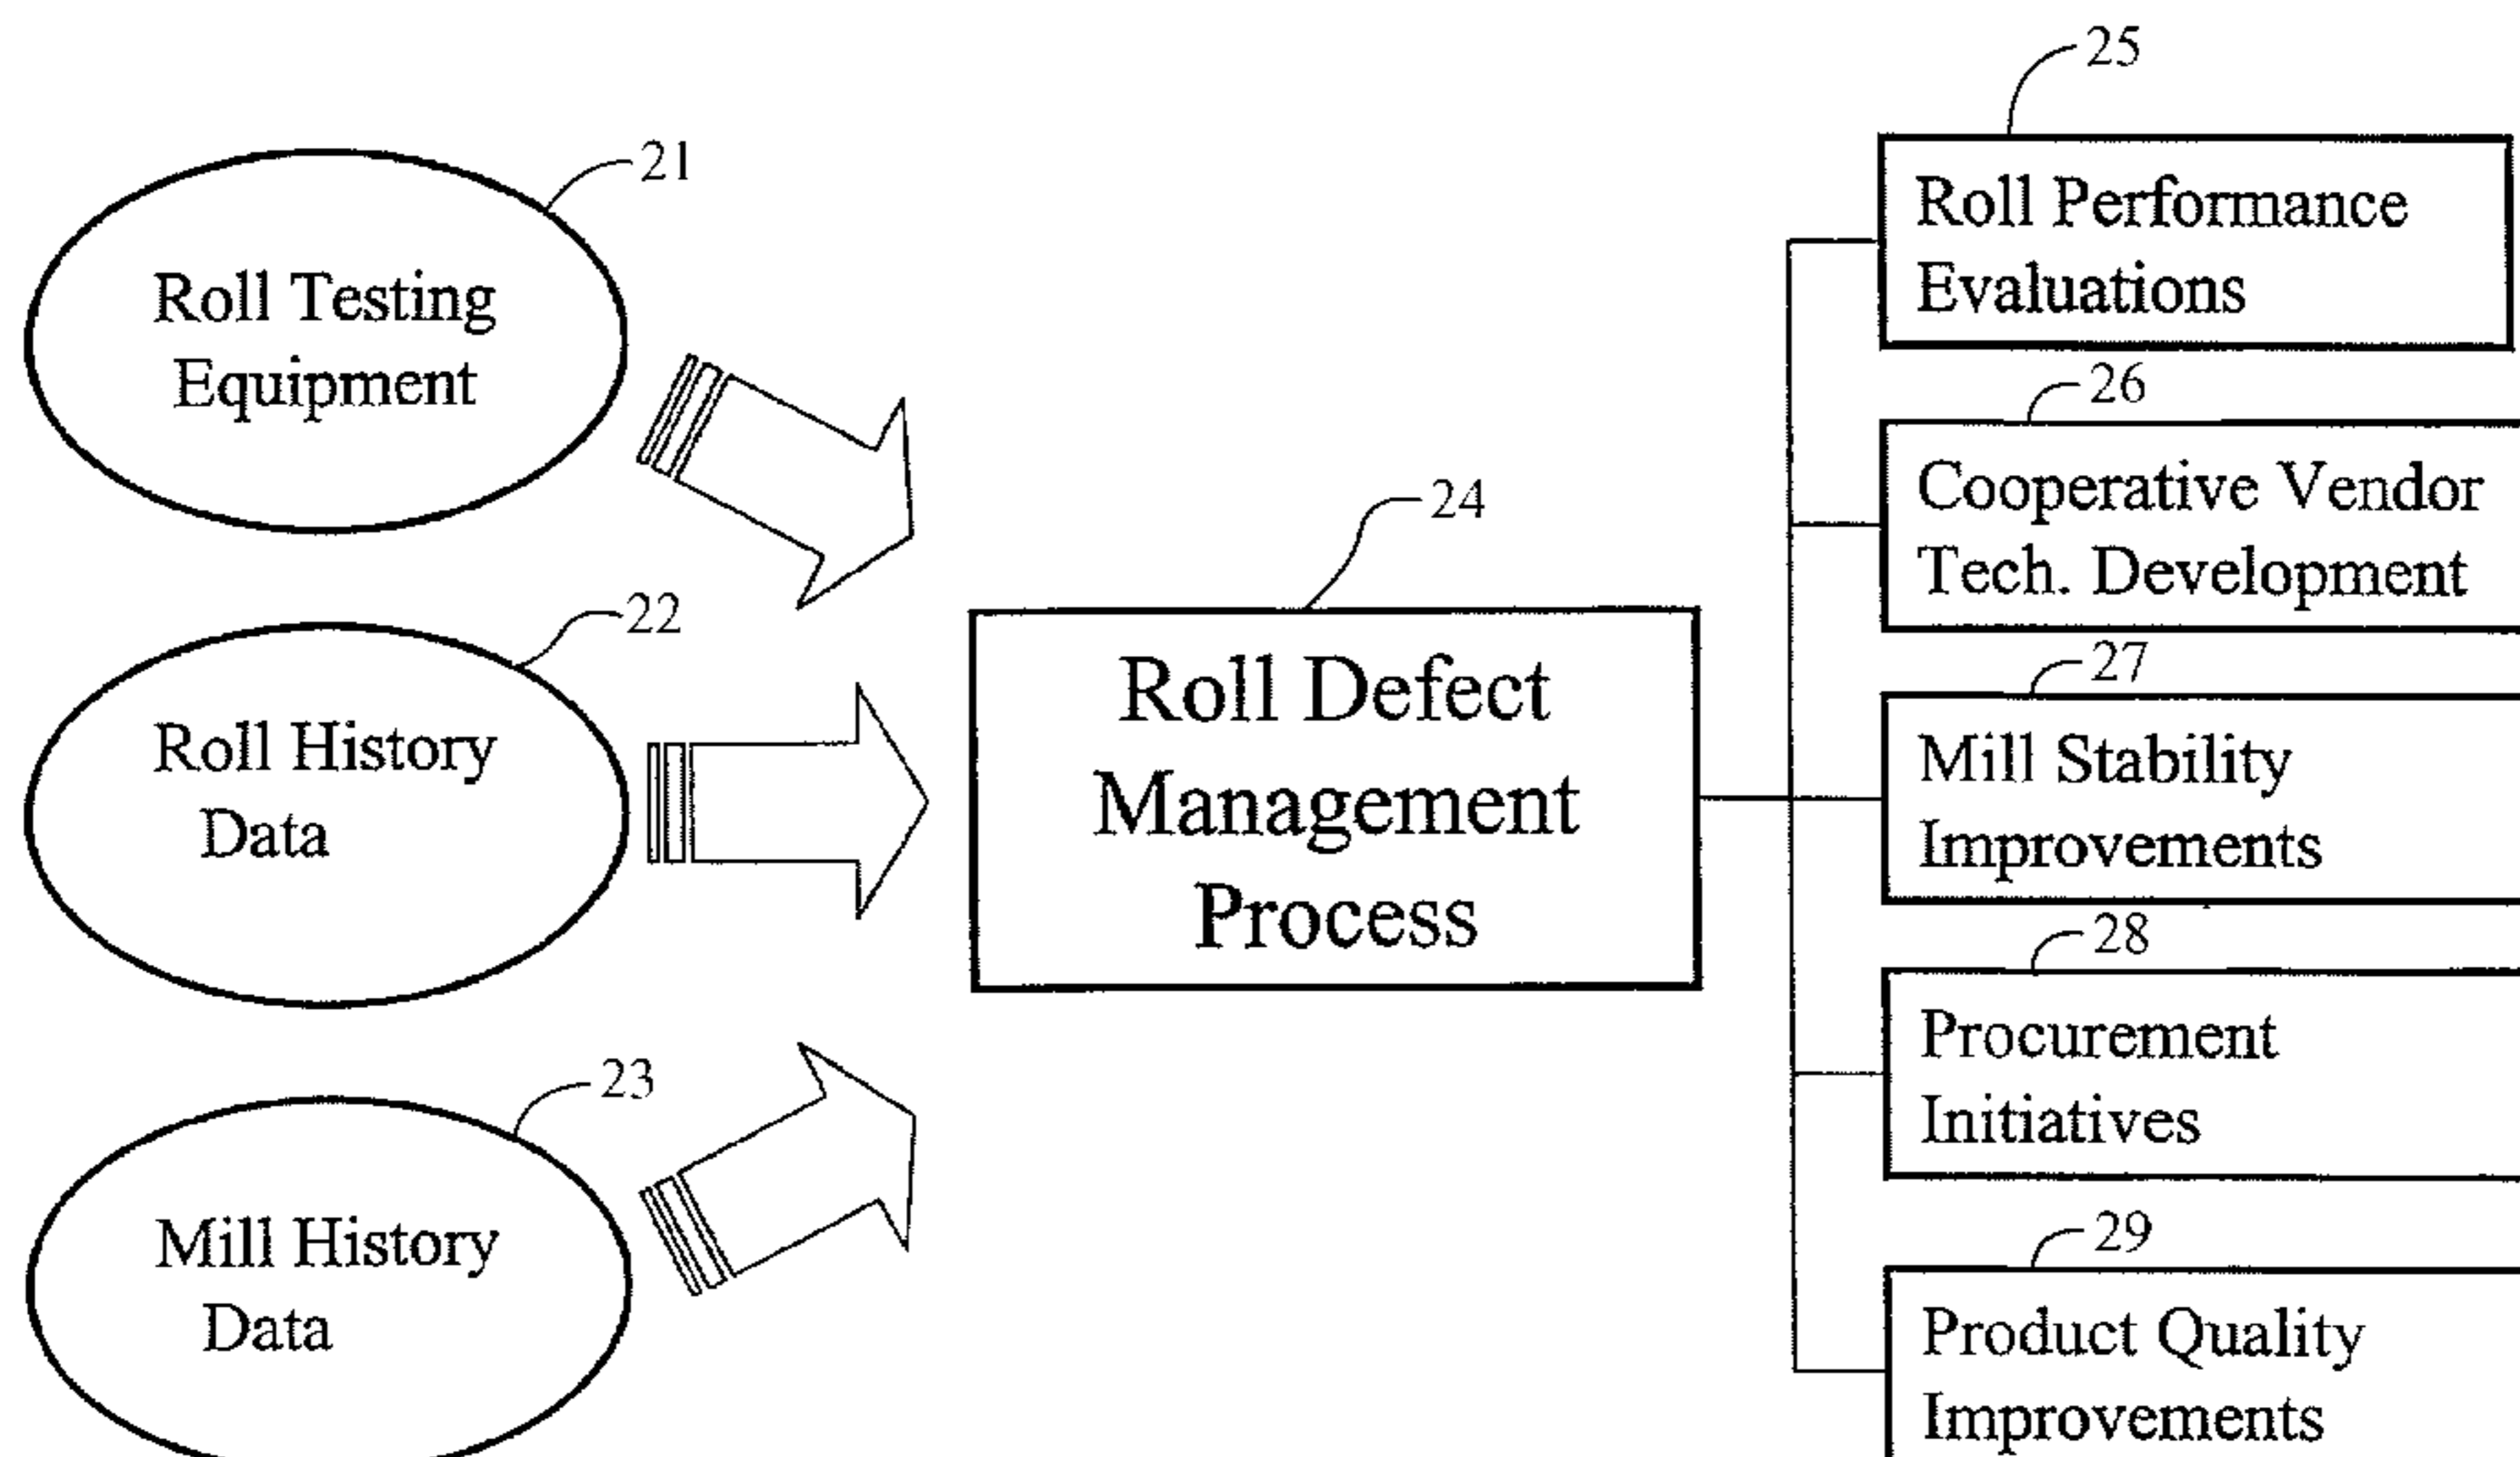 21
Roll Testing
Equipment
22
Roll History
Data
23
Mill History
Data
24
Roll Defect
Management
Process
25
Roll Performance
Evaluations
26
Cooperative Vendor
Tech. Development
27
Mill Stability
Improvements
28
Procurement
Initiatives
29
Product Quality
Improvements